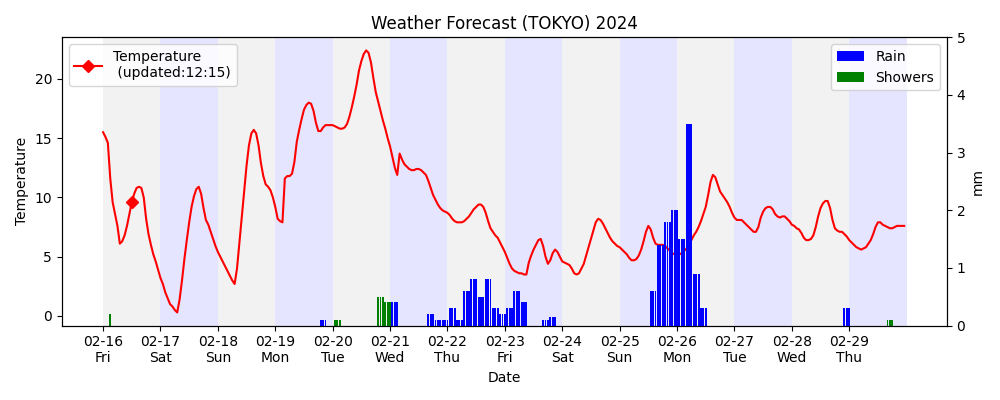 Weather Forecast (TOKYO) 2024
Temperature
(updated:12:15)
Rain
Showers
Temperature
20
15
10
5
0
5
4
3
2
1
0
mm
02-16 02-17 02-18 02-19 02-20 02-21 02-22 02-23 02-24 02-25 02-26 02-27 02-28 02-29
Fri Sat Sun Mon Tue Wed Thu Fri Sat Sun Mon Tue Wed Thu
Date